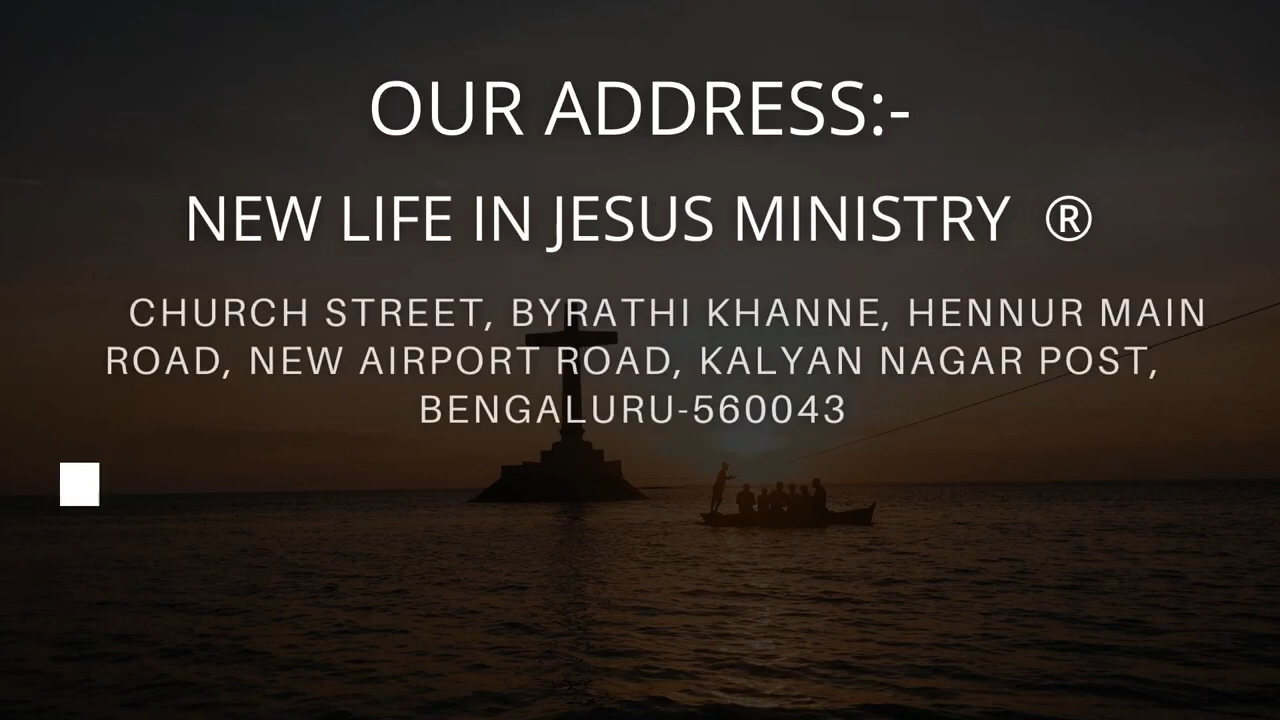 OUR ADDRESS:-
NEW LIFE IN JESUS MINISTRY ®
CHURCH STREET, BYRATHI KHANNE, HENNUR MAIN
ROAD, NEW AIRPORT ROAD, KALYAN NAGAR POST,
BENGALURU-560043